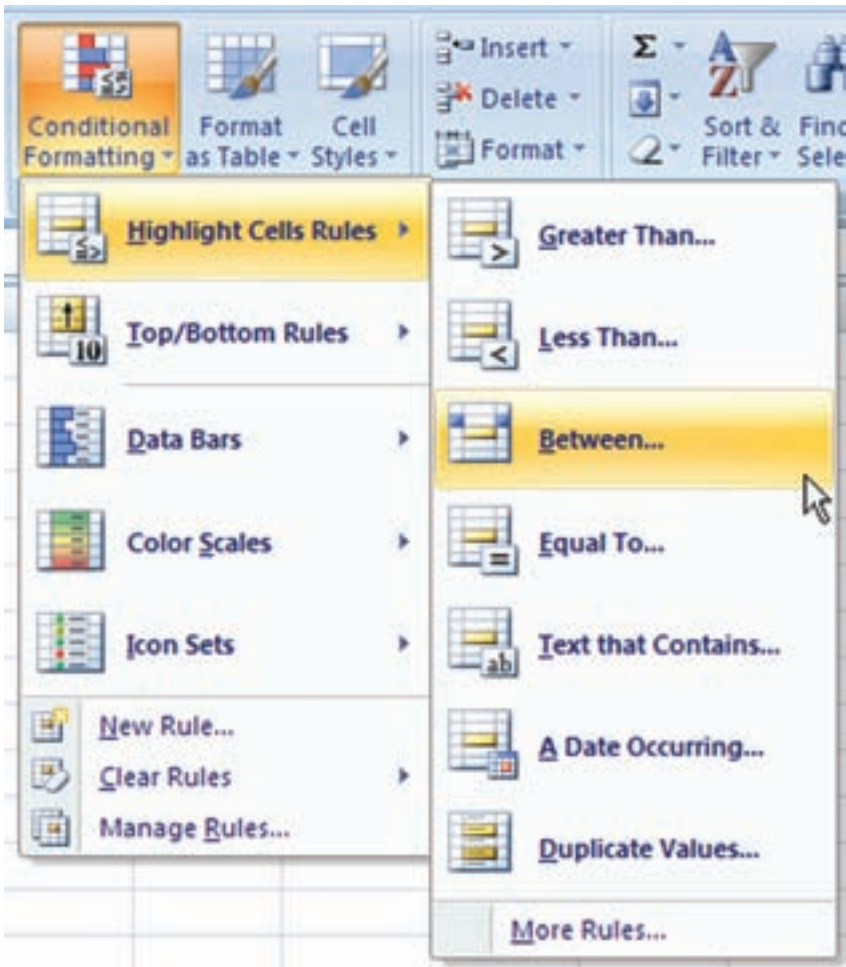 Conditional
Formatting
Format
as Table
Cell
Styles
Insert
Delete
Format
Σ
A
Z
Sort &
Filter
Highlight Cells Rules
Top/Bottom Rules
10
Data Bars
Color Scales
Icon Sets
New Rule...
Clear Rules
Manage Rules...
>
Greater Than...
<
Less Than...
Between...
=
Equal To...
ab
Text that Contains...
A Date Occurring...
Duplicate Values...
More Rules...